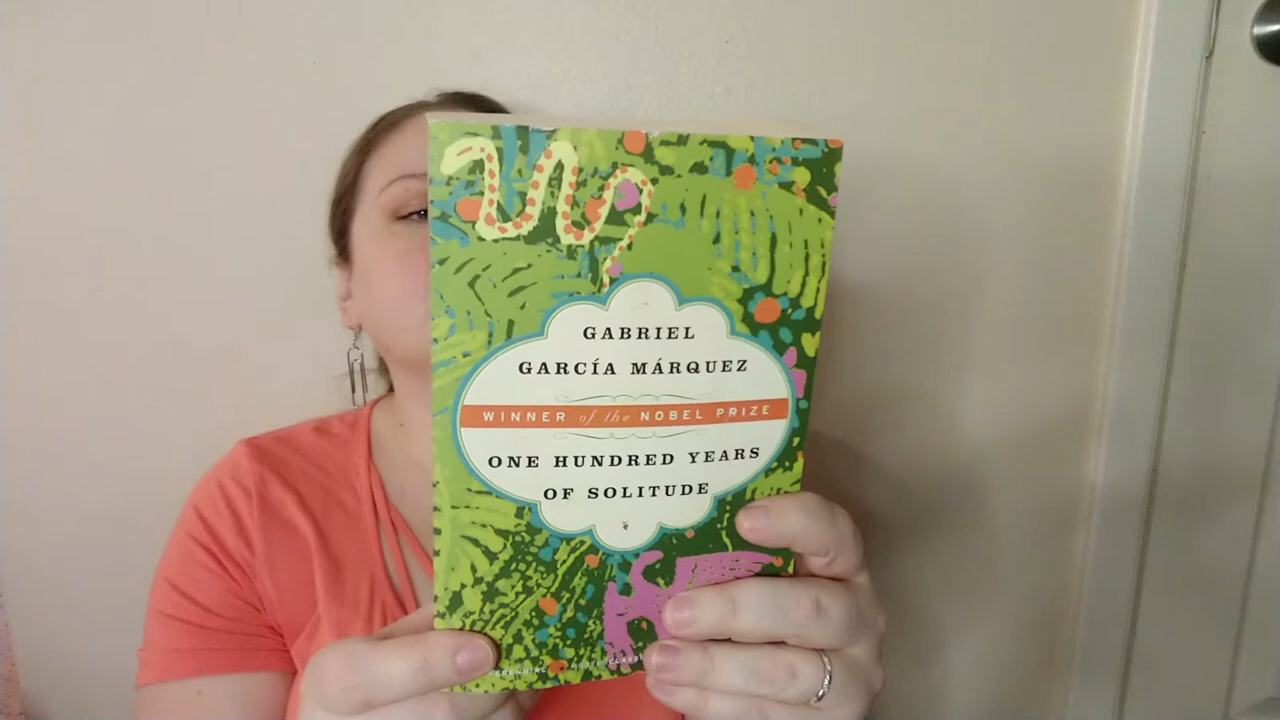 GABRIEL
GARCÍA MÁRQUEZ
WINNER of the NOBEL PRIZE
ONE HUNDRED YEARS
OF SOLITUDE